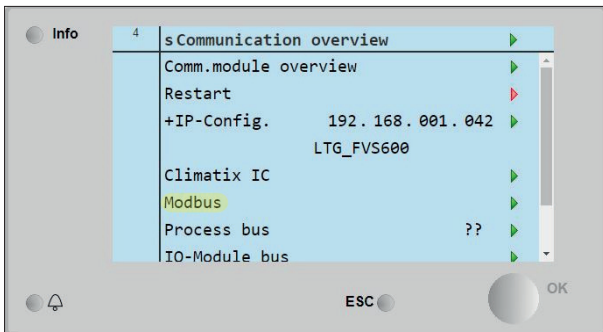 Info
4 s Communication overview
Comm.module overview
Restart
+IP-Config. 192.168.001.042
LTG_FVS600
Climatix IC
Modbus
Process bus ??
IO-Module bus
ESC
OK